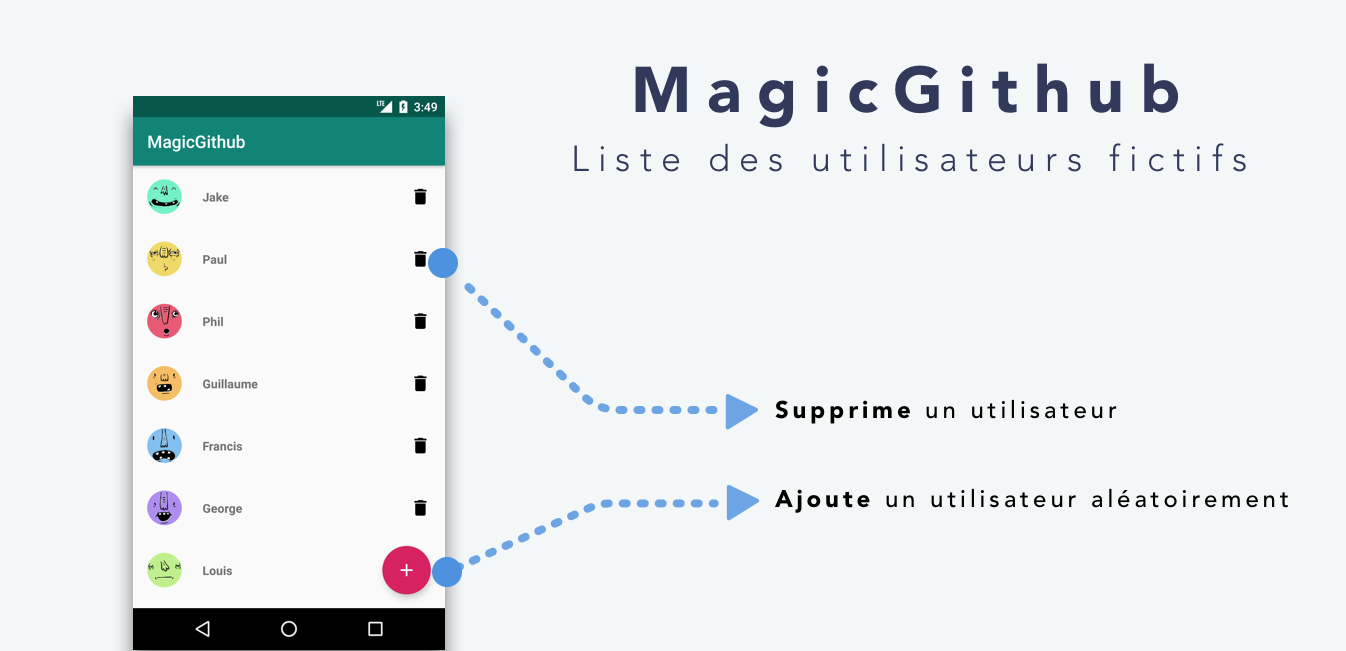 MagicGithub
Liste des utilisateurs fictifs
LTE 3:49
MagicGithub
Jake
Paul
Phil
Guillaume
Francis
George
Louis
+
Supprime un utilisateur
Ajoute un utilisateur aléatoirement